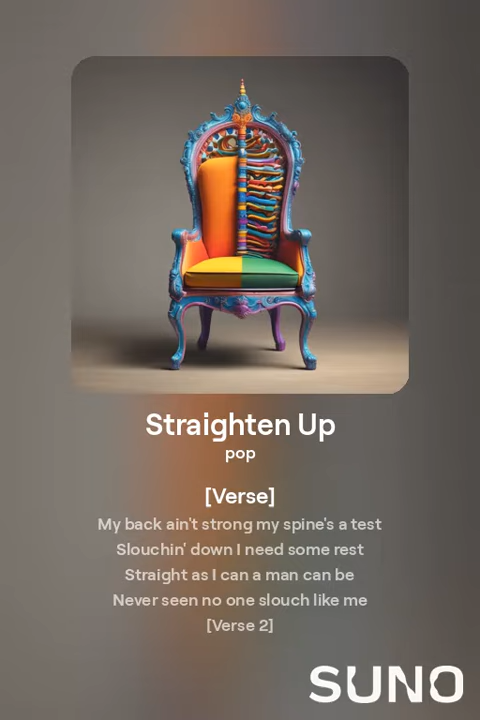 Straighten Up
pop
[Verse]
My back ain't strong my spine's a test
Slouchin' down I need some rest
Straight as I can a man can be
Never seen no one slouch like me
[Verse 2]
SUNO